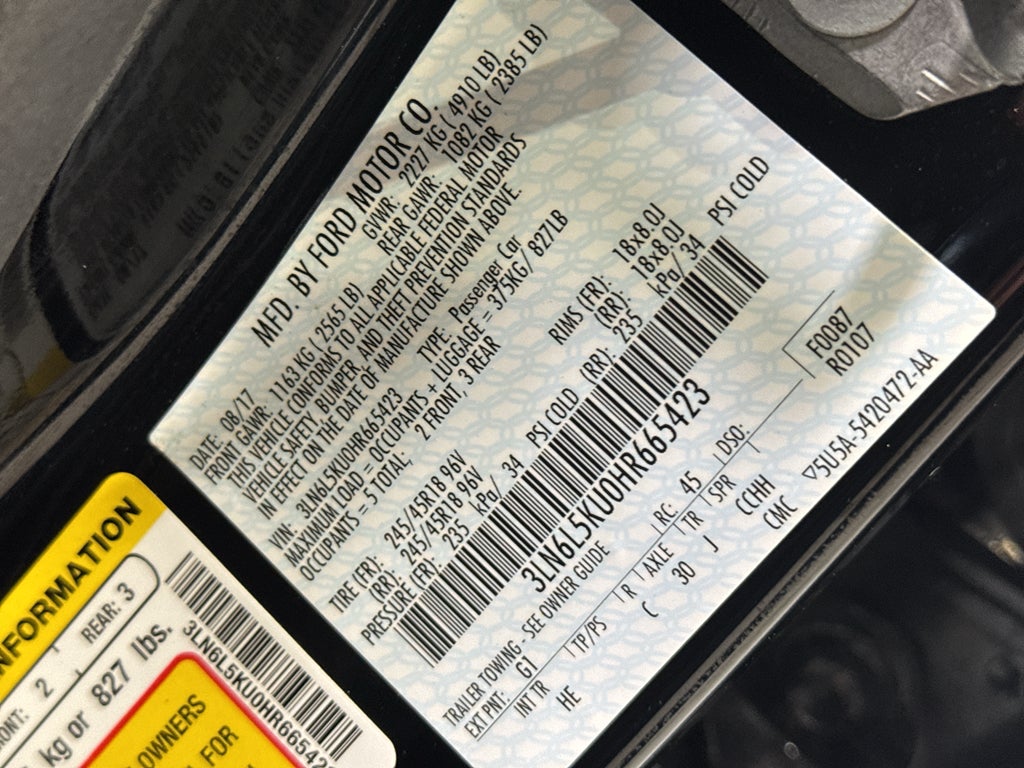 MFD. BY FORD MOTOR CO.
DATE: 08/17 GVWR: 2227 KG ( 4910 LB)
FRONT GAWR: 1163 KG ( 2565 LB) REAR GAWR: 1082 KG ( 2385 LB)
THIS VEHICLE CONFORMS TO ALL APPLICABLE FEDERAL MOTOR
VEHICLE SAFETY, BUMPER, AND THEFT PREVENTION STANDARDS
IN EFFECT ON THE DATE OF MANUFACTURE SHOWN ABOVE.
VIN: 3LN6L5KU0HR665423 TYPE: Passenger Car
MAXIMUM LOAD = OCCUPANTS + LUGGAGE = 375KG/ 827LB
OCCUPANTS = 5 TOTAL, 2 FRONT, 3 REAR
TIRE (FR): 245/45R18 96V RIMS (FR): 18x8.0J
(RR): 245/45R18 96V (RR): 18x8.0J
PRESSURE (FR): 235 kPa/ 34 PSI COLD (RR): 235 kPa/ 34 PSI COLD
3LN6L5KU0HR665423
TRAILER TOWING - SEE OWNER GUIDE
F0087
R0107
EXT PNT: G1 RC: 45 DSO:
INT TR TP/PS R AXLE TR SPR
HE C 30 J CCHH
CMC
▽5U5A-5420472-AA
NFORMATION
RONT: 2 REAR: 3
kg or 827 lbs.
3LN6L5KU0HR66542
OWNERS
FOR